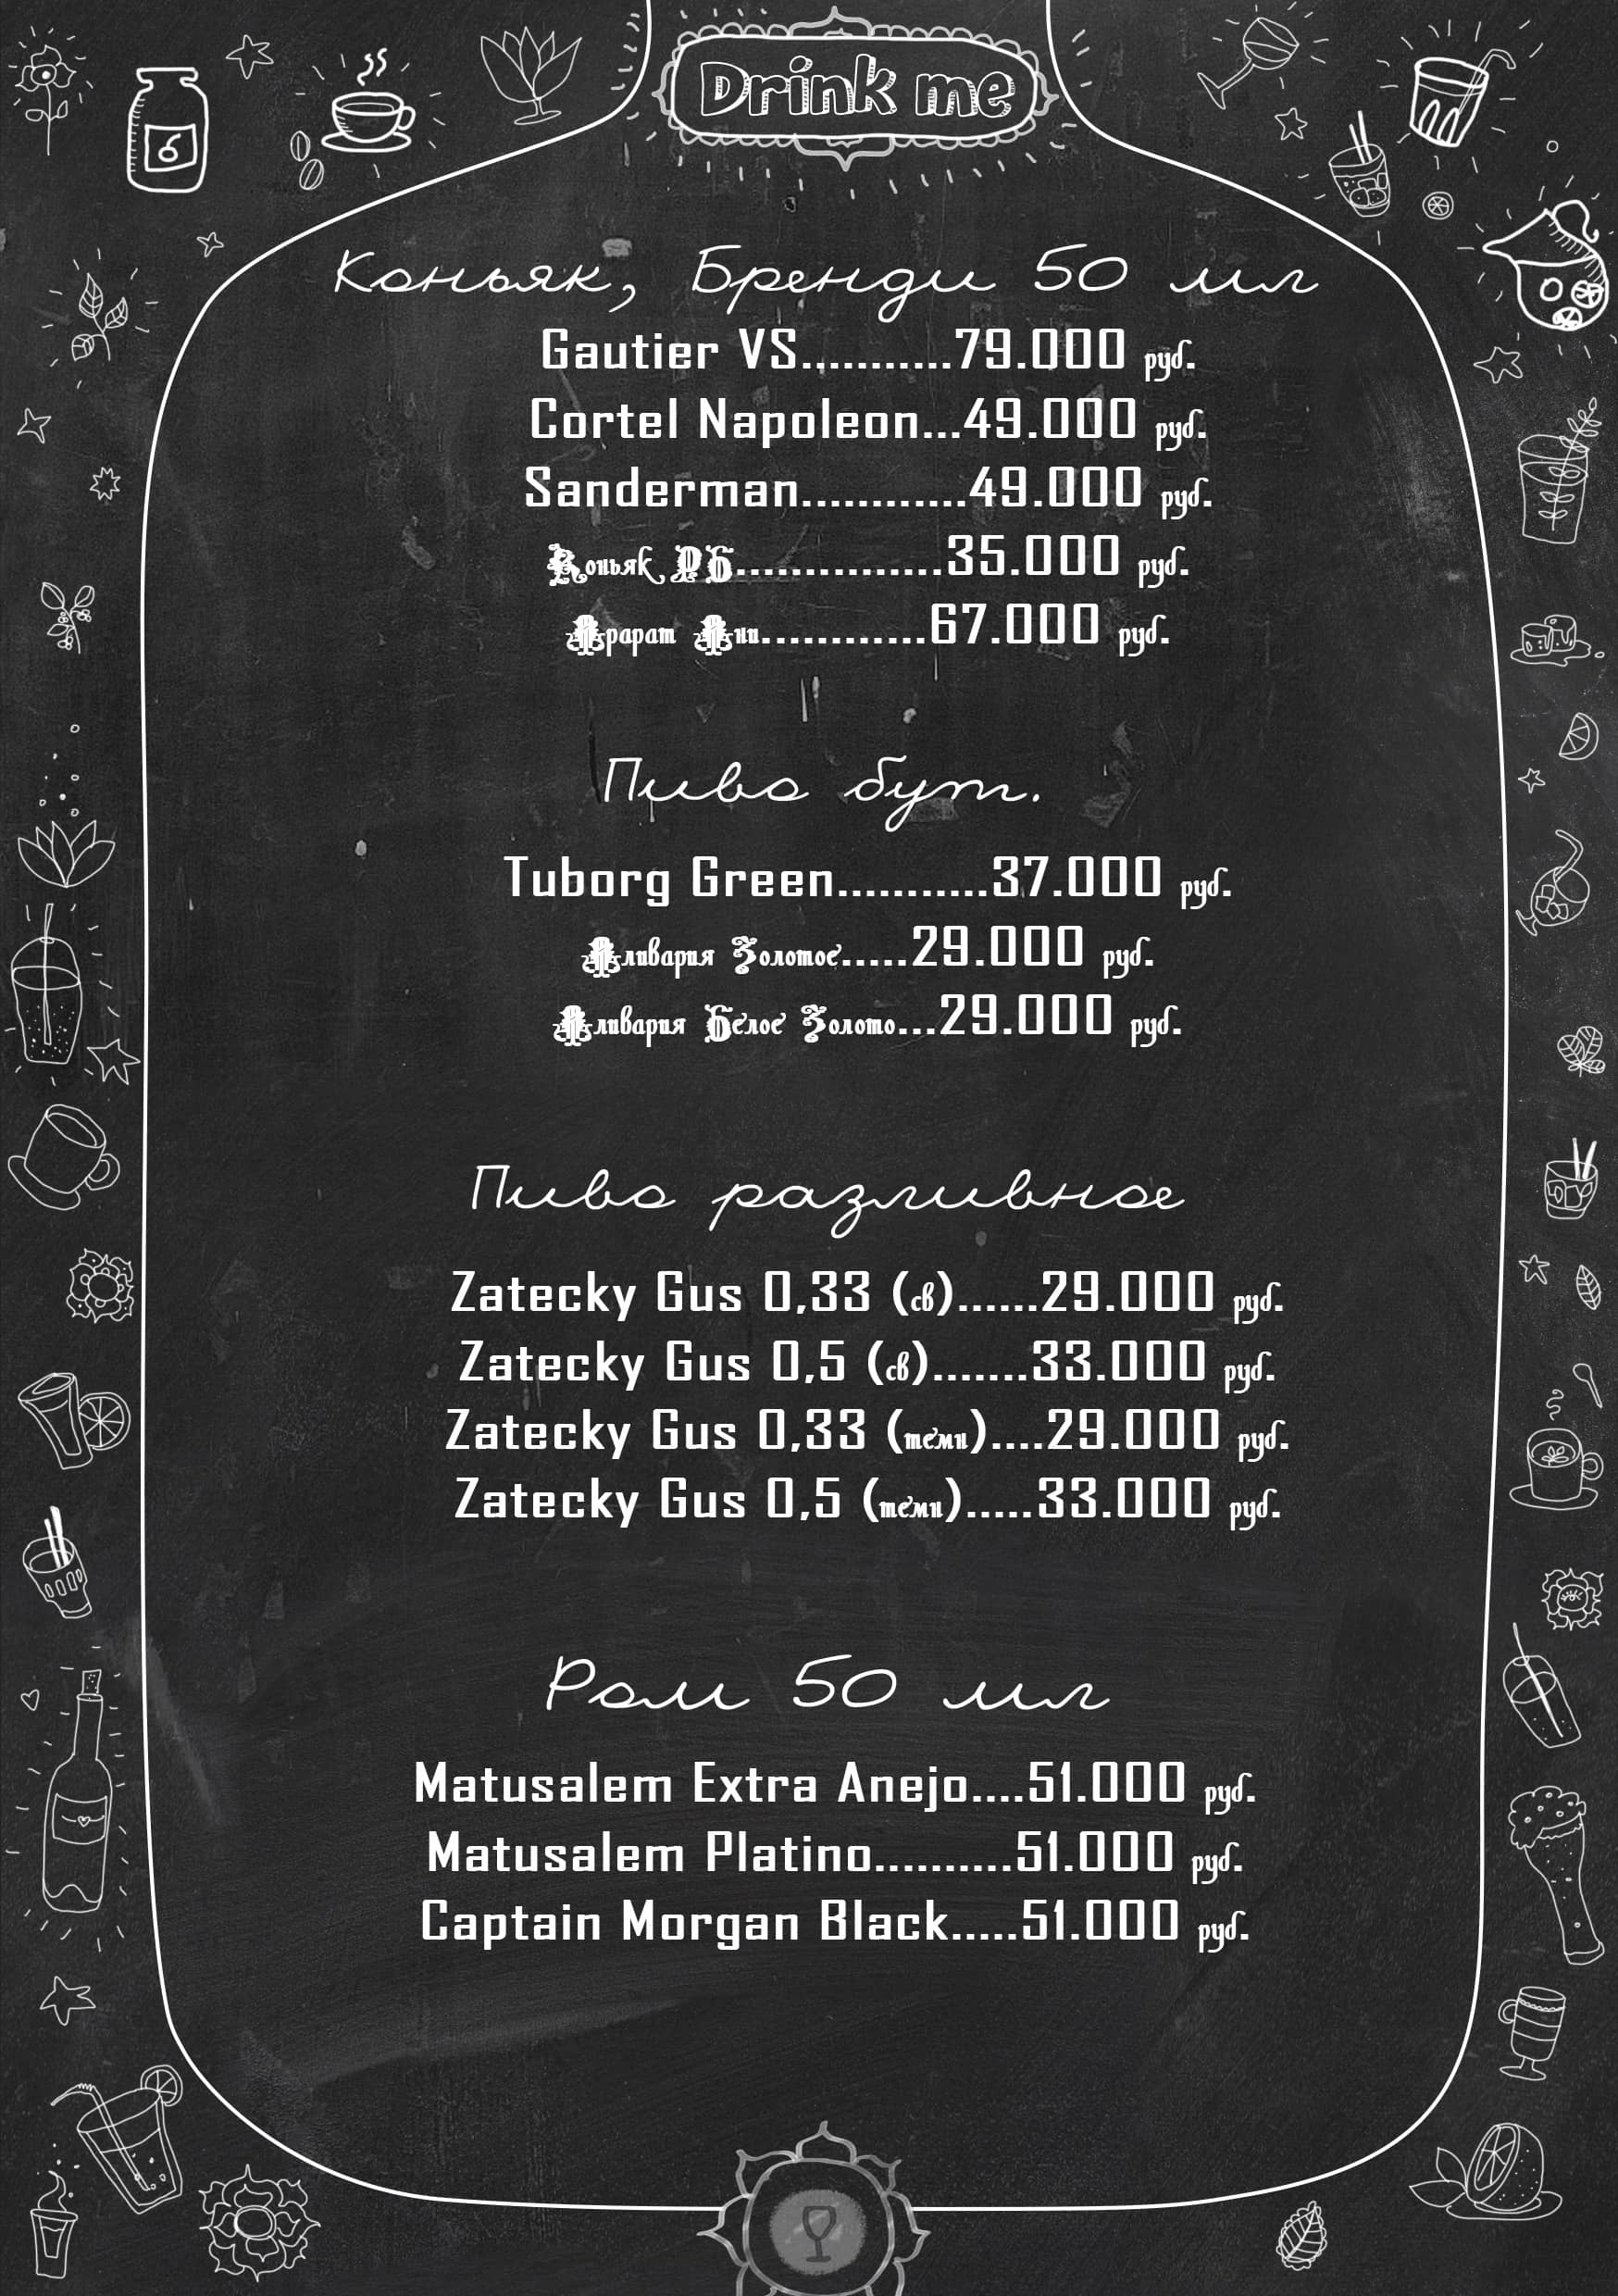 Drink me
Коньяк, Бренди 50 мл
Gautier VS...........79.000 руб.
Cortel Napoleon...49.000 руб.
Sanderman............49.000 руб.
Коньяк РБ...............35.000 руб.
Арарат Ани............67.000 руб.
Пиво бут.
Tuborg Green...........37.000 руб.
Аливария Золотое.....29.000 руб.
Аливария Белое Золото...29.000 руб.
Пиво разливное
Zatecky Gus 0,33 (св)......29.000 руб.
Zatecky Gus 0,5 (св).......33.000 руб.
Zatecky Gus 0,33 (темн)....29.000 руб.
Zatecky Gus 0,5 (темн).....33.000 руб.
Ром 50 мл
Matusalem Extra Anejo....51.000 руб.
Matusalem Platino..........51.000 руб.
Captain Morgan Black.....51.000 руб.